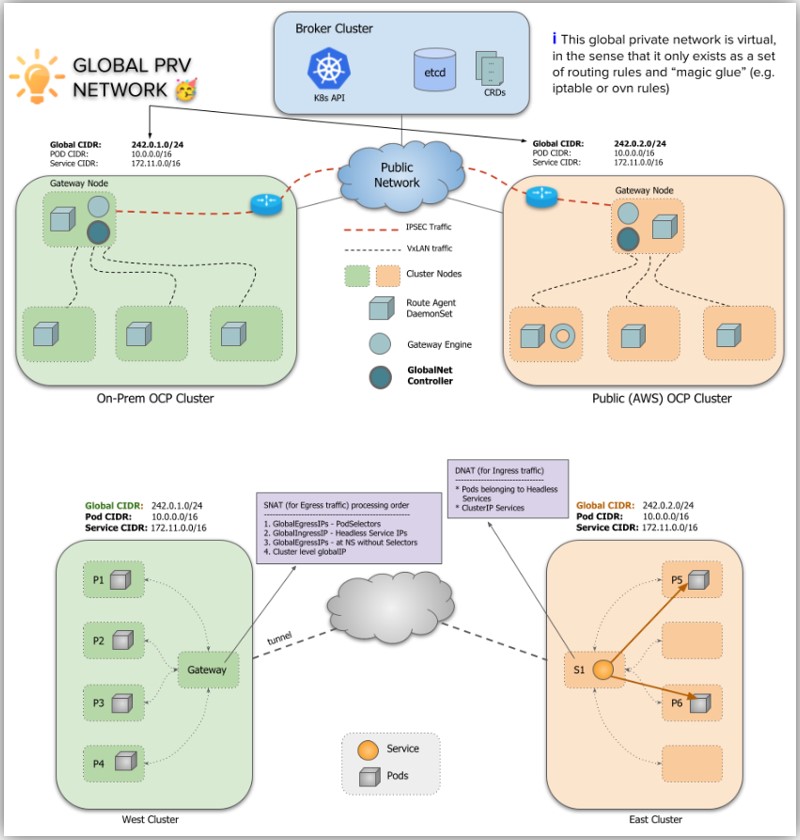 Broker Cluster
K8s API
etcd
CRDs
i This global private network is virtual,
in the sense that it only exists as a set
of routing rules and “magic glue” (e.g.
iptable or ovn rules)
GLOBAL PRV
NETWORK
Global CIDR: 242.0.1.0/24
POD CIDR: 10.0.0.0/16
Service CIDR: 172.11.0.0/16
Global CIDR: 242.0.2.0/24
POD CIDR: 10.0.0.0/16
Service CIDR: 172.11.0.0/16
Public
Network
Gateway Node
Gateway Node
IPSEC Traffic
VxLAN traffic
Cluster Nodes
Route Agent
DaemonSet
Gateway Engine
GlobalNet
Controller
On-Prem OCP Cluster
Public (AWS) OCP Cluster
Global CIDR: 242.0.1.0/24
Pod CIDR: 10.0.0.0/16
Service CIDR: 172.11.0.0/16
SNAT (for Egress traffic) processing order
1. GlobalEgressIPs - PodSelectors
2. GlobalIngressIP - Headless Service IPs
3. GlobalEgressIPs - at NS without Selectors
4. Cluster level globalIP
DNAT (for Ingress traffic)
* Pods belonging to Headless
Services
* ClusterIP Services
Global CIDR: 242.0.2.0/24
Pod CIDR: 10.0.0.0/16
Service CIDR: 172.11.0.0/16
P1
P2
P3
P4
Gateway
tunnel
S1
P5
P6
Service
Pods
West Cluster
East Cluster